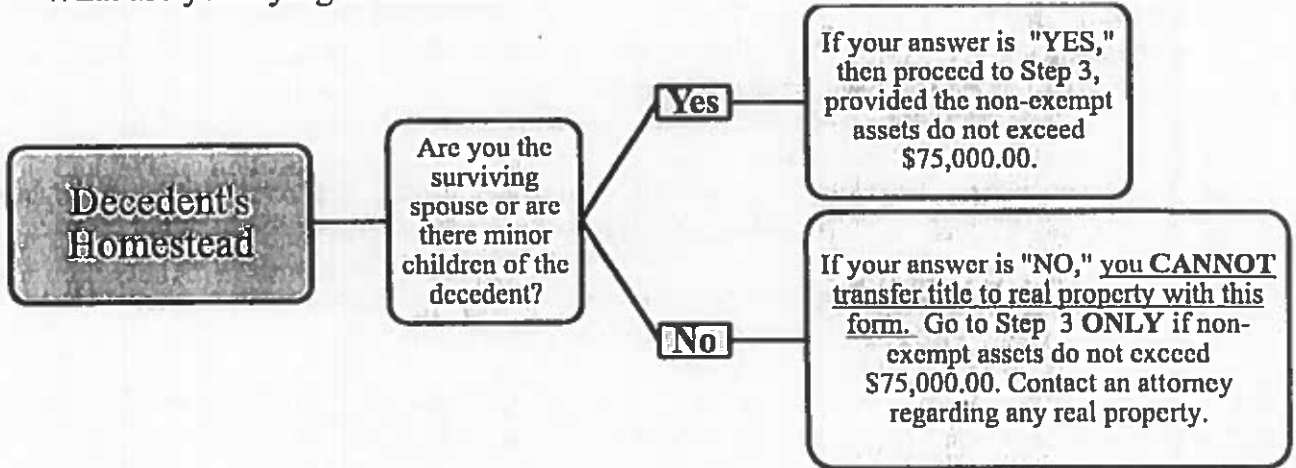 Decedent's
Homestead
Are you the
surviving
spouse or are
there minor
children of the
decedent?
Yes
If your answer is "YES,"
then proceed to Step 3,
provided the non-exempt
assets do not exceed
$75,000.00.
No
If your answer is "NO," you CANNOT
transfer title to real property with this
form. Go to Step 3 ONLY if non-
exempt assets do not exceed
$75,000.00. Contact an attorney
regarding any real property.